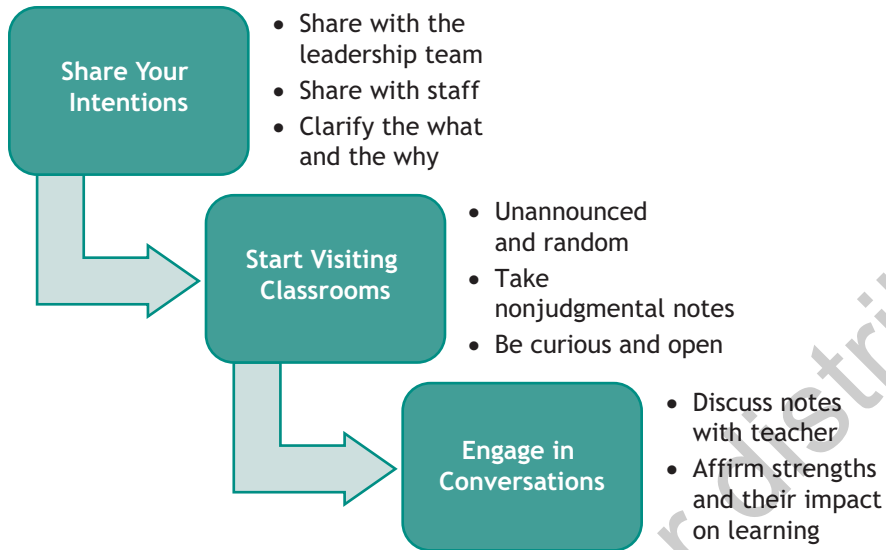 Share Your
Intentions
• Share with the
leadership team
• Share with staff
• Clarify the what
and the why
Start Visiting
Classrooms
• Unannounced
and random
• Take
nonjudgmental notes
• Be curious and open
Engage in
Conversations
• Discuss notes
with teacher
• Affirm strengths
and their impact
on learning